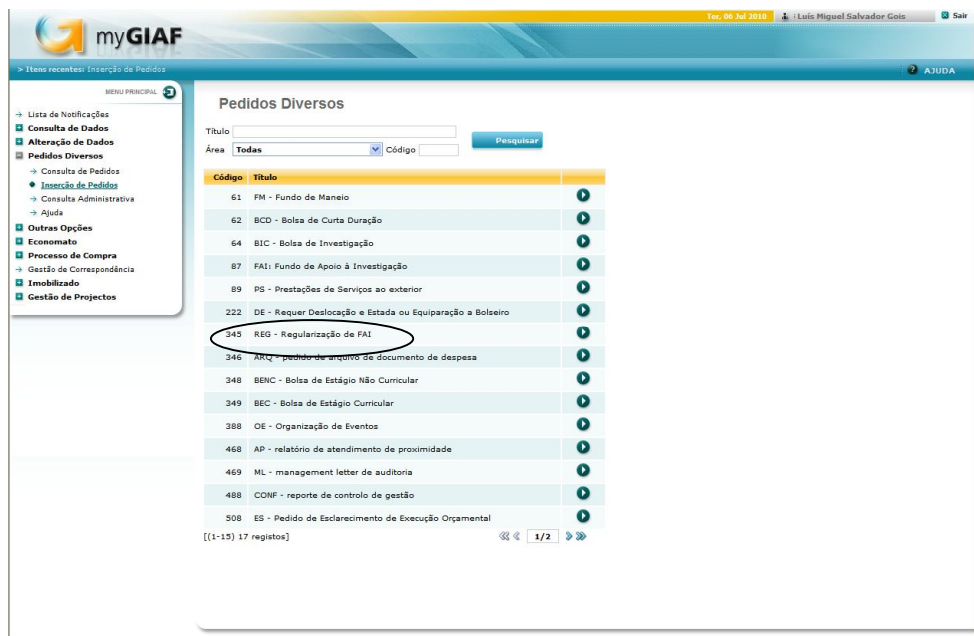 Ter. 06 Jul 2010 : Luís Miguel Salvador Gois Sair
myGIAF
> Itens recentes: Inserção de Pedidos
AJUDA
MENU PRINCIPAL
Lista de Notificações
Consulta de Dados
Alteração de Dados
Pedidos Diversos
Consulta de Pedidos
Inserção de Pedidos
Consulta Administrativa
Ajuda
Outras Opções
Economato
Processo de Compra
Gestão de Correspondência
Imobilizado
Gestão de Projectos
Pedidos Diversos
Título
Pesquisar
Área Todas Código
Código Título
61 FM - Fundo de Maneio
62 BCD - Bolsa de Curta Duração
64 BIC - Bolsa de Investigação
87 FAI: Fundo de Apoio à Investigação
89 PS - Prestações de Serviços ao exterior
222 DE - Requer Deslocação e Estada ou Equiparação a Bolseiro
345 REG - Regularização de FAI
346 ARQ - pedido de arquivo de documento de despesa
348 BENC - Bolsa de Estágio Não Curricular
349 BEC - Bolsa de Estágio Curricular
388 OE - Organização de Eventos
468 AP - relatório de atendimento de proximidade
469 ML - management letter de auditoria
488 CONF - reporte de controlo de gestão
508 ES - Pedido de Esclarecimento de Execução Orçamental
[(1-15) 17 registos] 1/2